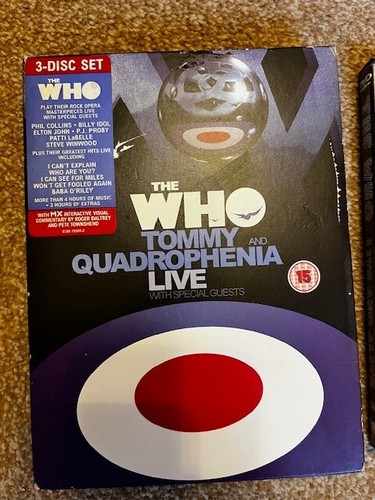 3-DISC SET
THE
WHO
PLAY THEIR ROCK OPERA
MASTERPIECES LIVE
WITH SPECIAL GUESTS
PHIL COLLINS • BILLY IDOL
ELTON JOHN • P.J. PROBY
PATTI LaBELLE
STEVE WINWOOD
PLUS THEIR GREATEST HITS LIVE
INCLUDING
I CAN'T EXPLAIN
WHO ARE YOU?
I CAN SEE FOR MILES
WON'T GET FOOLED AGAIN
BABA O'RILEY
MORE THAN 4 HOURS OF MUSIC
+ 3 HOURS OF EXTRAS
WITH MX INTERACTIVE VISUAL
COMMENTARY BY ROGER DALTREY
AND PETE TOWNSHEND
THE
WHO
TOMMY AND
QUADROPHENIA
LIVE
WITH SPECIAL GUESTS
15